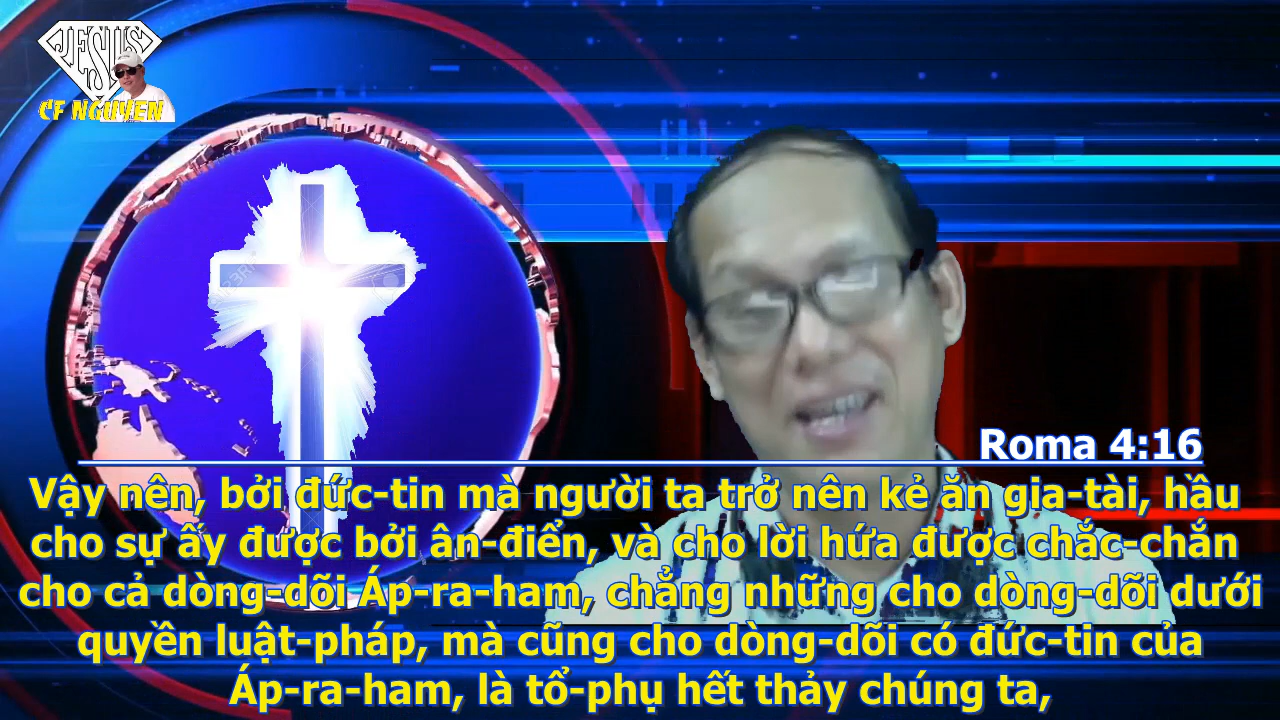 JESUS
CF NGUYEN
Roma 4:16
Vậy nên, bởi đức-tin mà người ta trở nên kẻ ăn gia-tài, hầu
cho sự ấy được bởi ân-điển, và cho lời hứa được chắc-chắn
cho cả dòng-dõi Áp-ra-ham, chẳng những cho dòng-dõi dưới
quyền luật-pháp, mà cũng cho dòng-dõi có đức-tin của
Áp-ra-ham, là tổ-phụ hết thảy chúng ta,